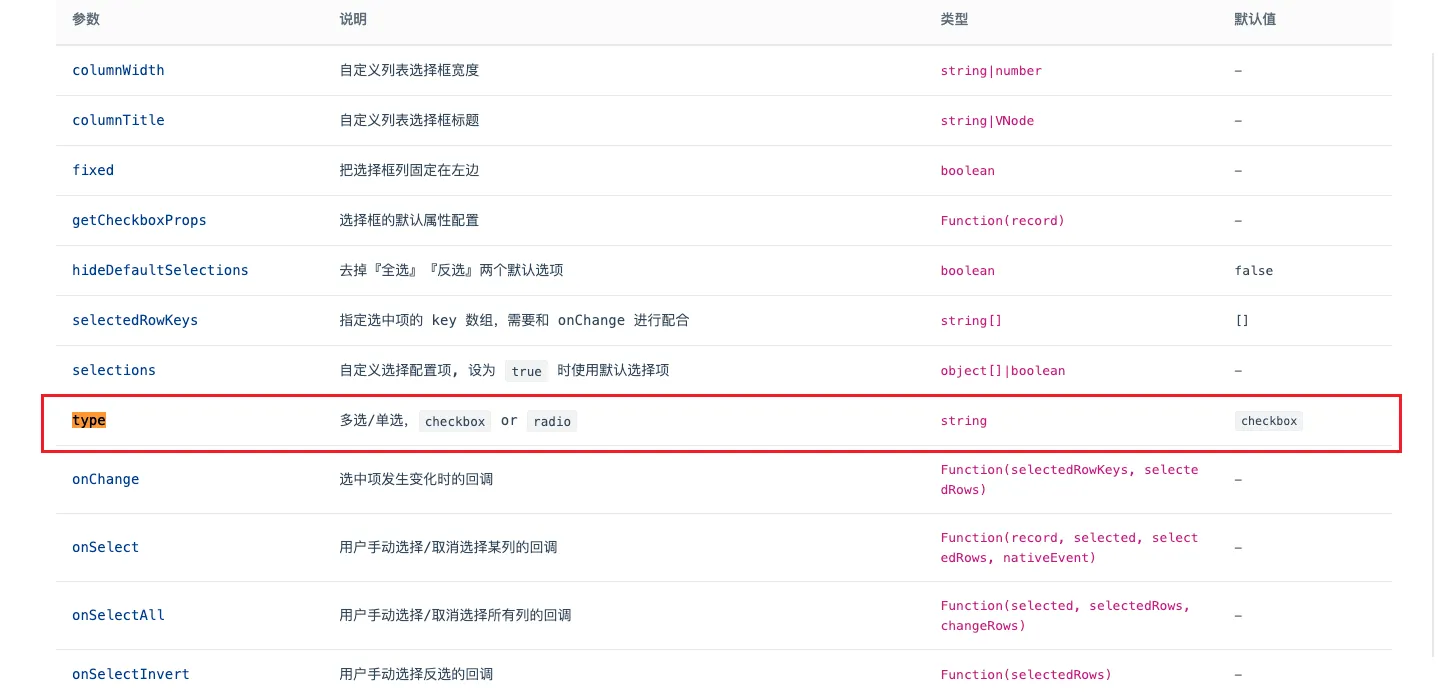 参数 说明 类型 默认值
columnWidth 自定义列表选择框宽度 string|number -
columnTitle 自定义列表选择框标题 string|VNode -
fixed 把选择框列固定在左边 boolean -
getCheckboxProps 选择框的默认属性配置 Function(record) -
hideDefaultSelections 去掉『全选』『反选』两个默认选项 boolean false
selectedRowKeys 指定选中项的 key 数组，需要和 onChange 进行配合 string[] []
selections 自定义选择配置项, 设为 true 时使用默认选择项 object[]|boolean -
type 多选/单选，checkbox or radio string checkbox
onChange 选中项发生变化时的回调 Function(selectedRowKeys, selecte -
dRows)
onSelect 用户手动选择/取消选择某列的回调 Function(record, selected, select -
edRows, nativeEvent)
onSelectAll 用户手动选择/取消选择所有列的回调 Function(selected, selectedRows, -
changeRows)
onSelectInvert 用户手动选择反选的回调 Function(selectedRows) -